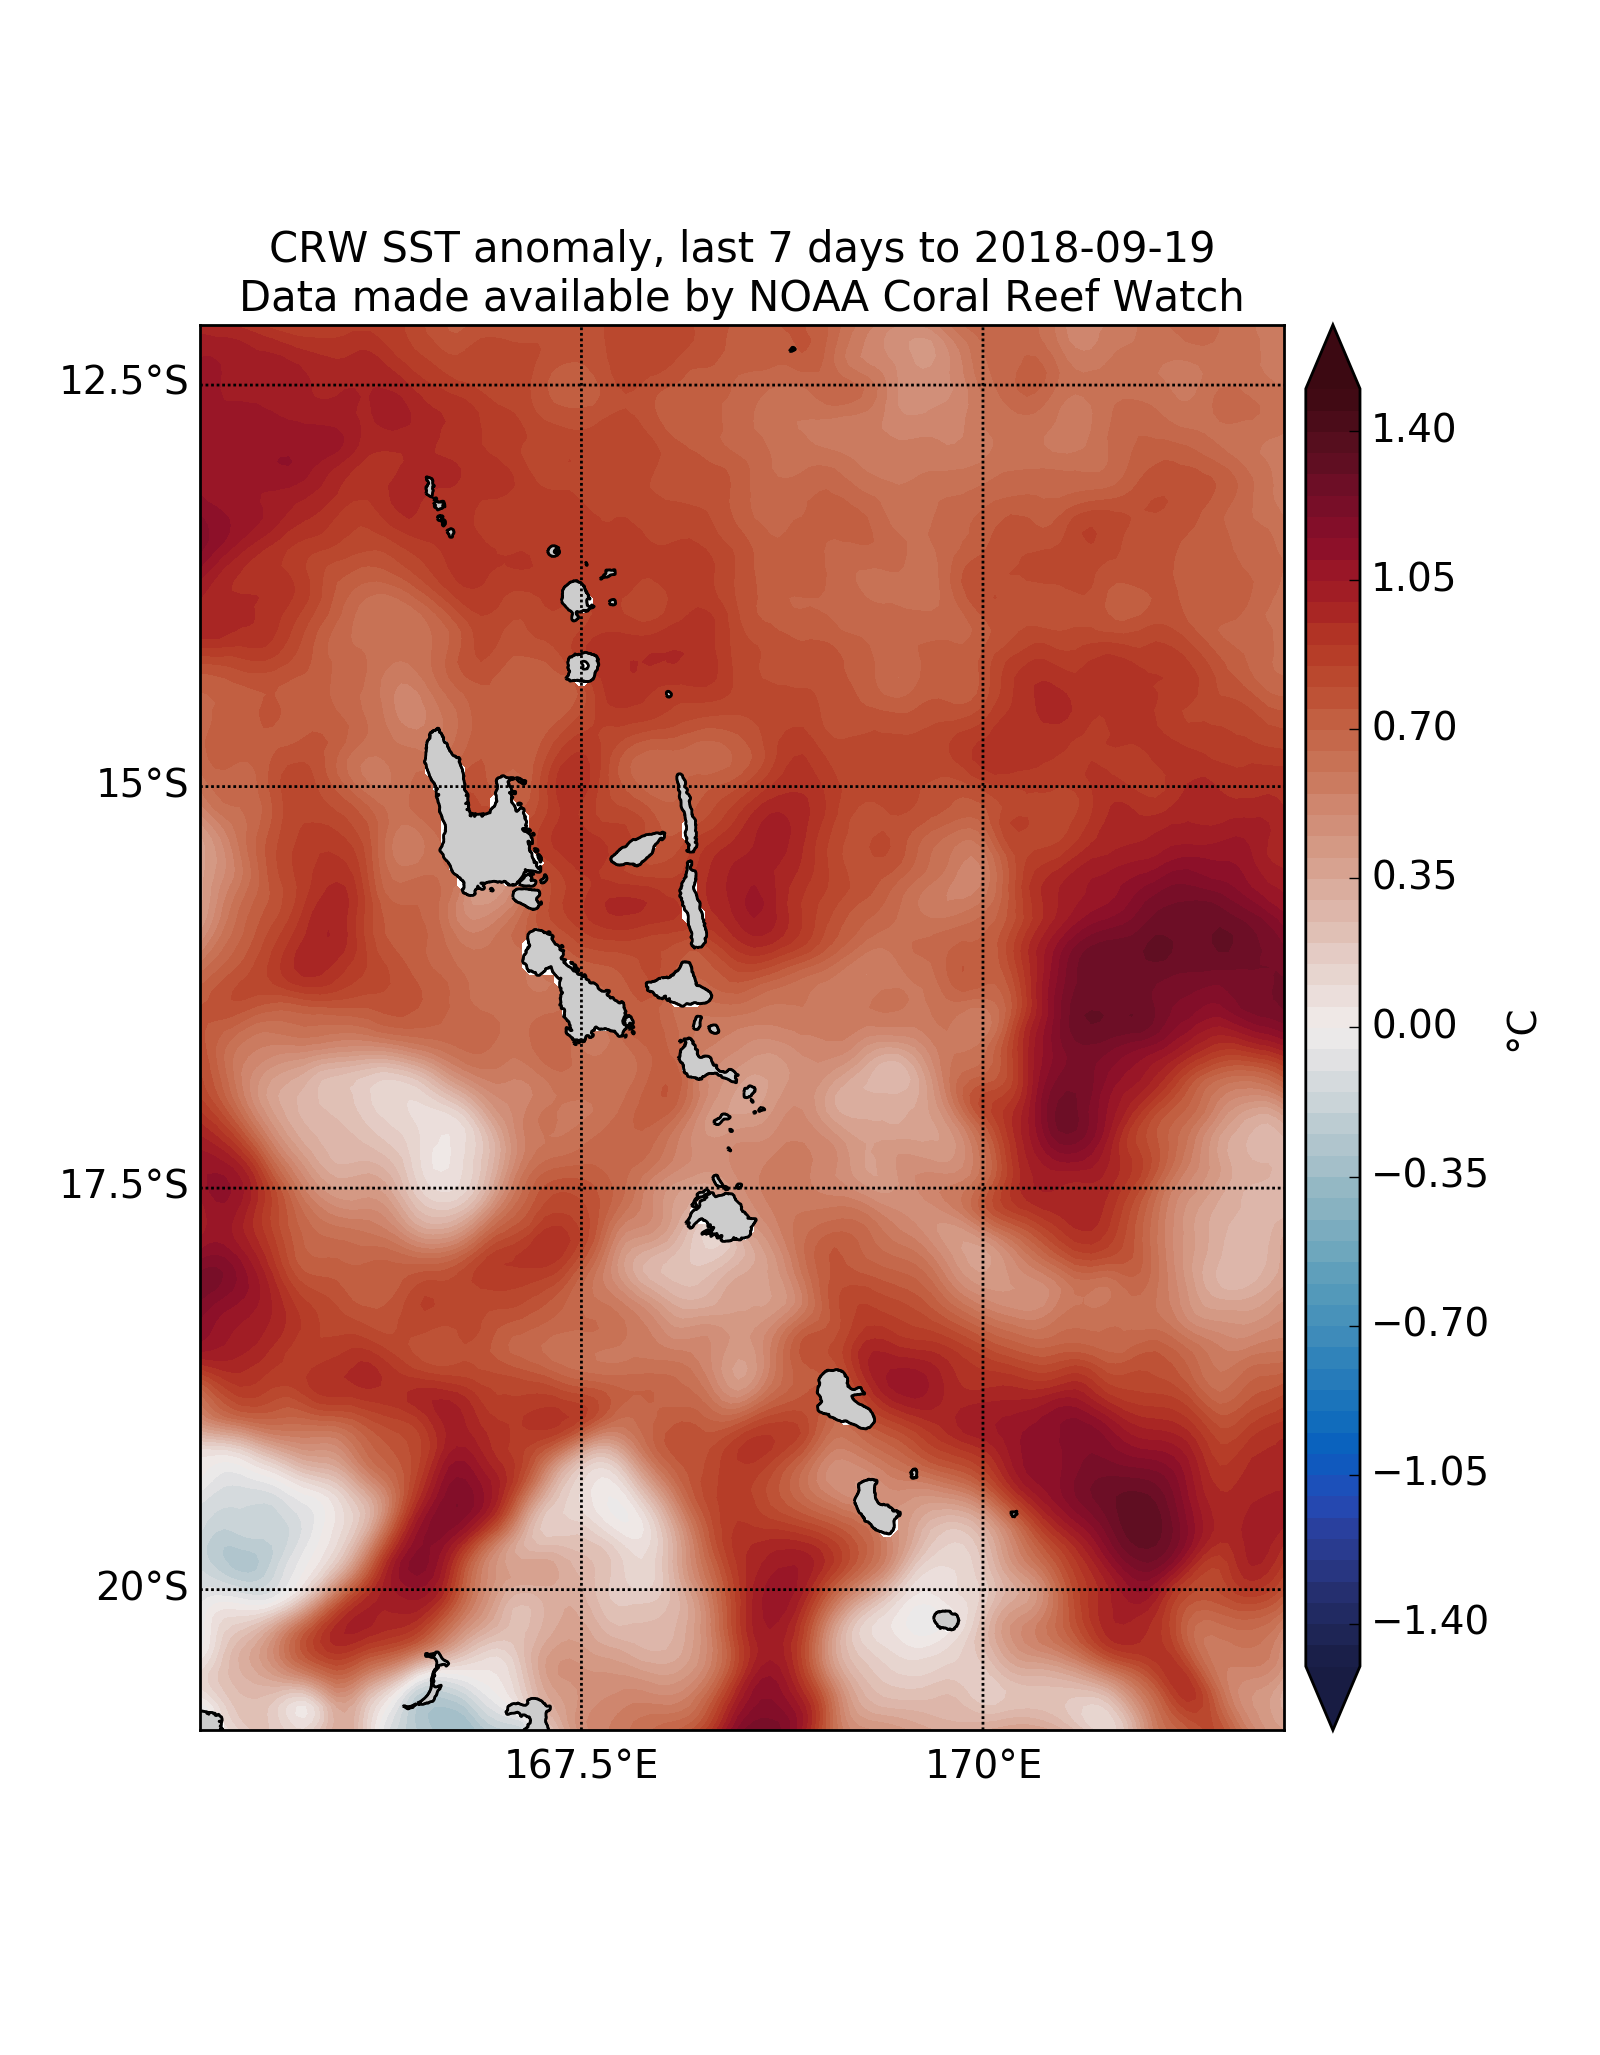 CRW SST anomaly, last 7 days to 2018-09-19
Data made available by NOAA Coral Reef Watch
12.5°S
15°S
17.5°S
20°S
167.5°E
170°E
1.40
1.05
0.70
0.35
0.00
−0.35
−0.70
−1.05
−1.40
°C